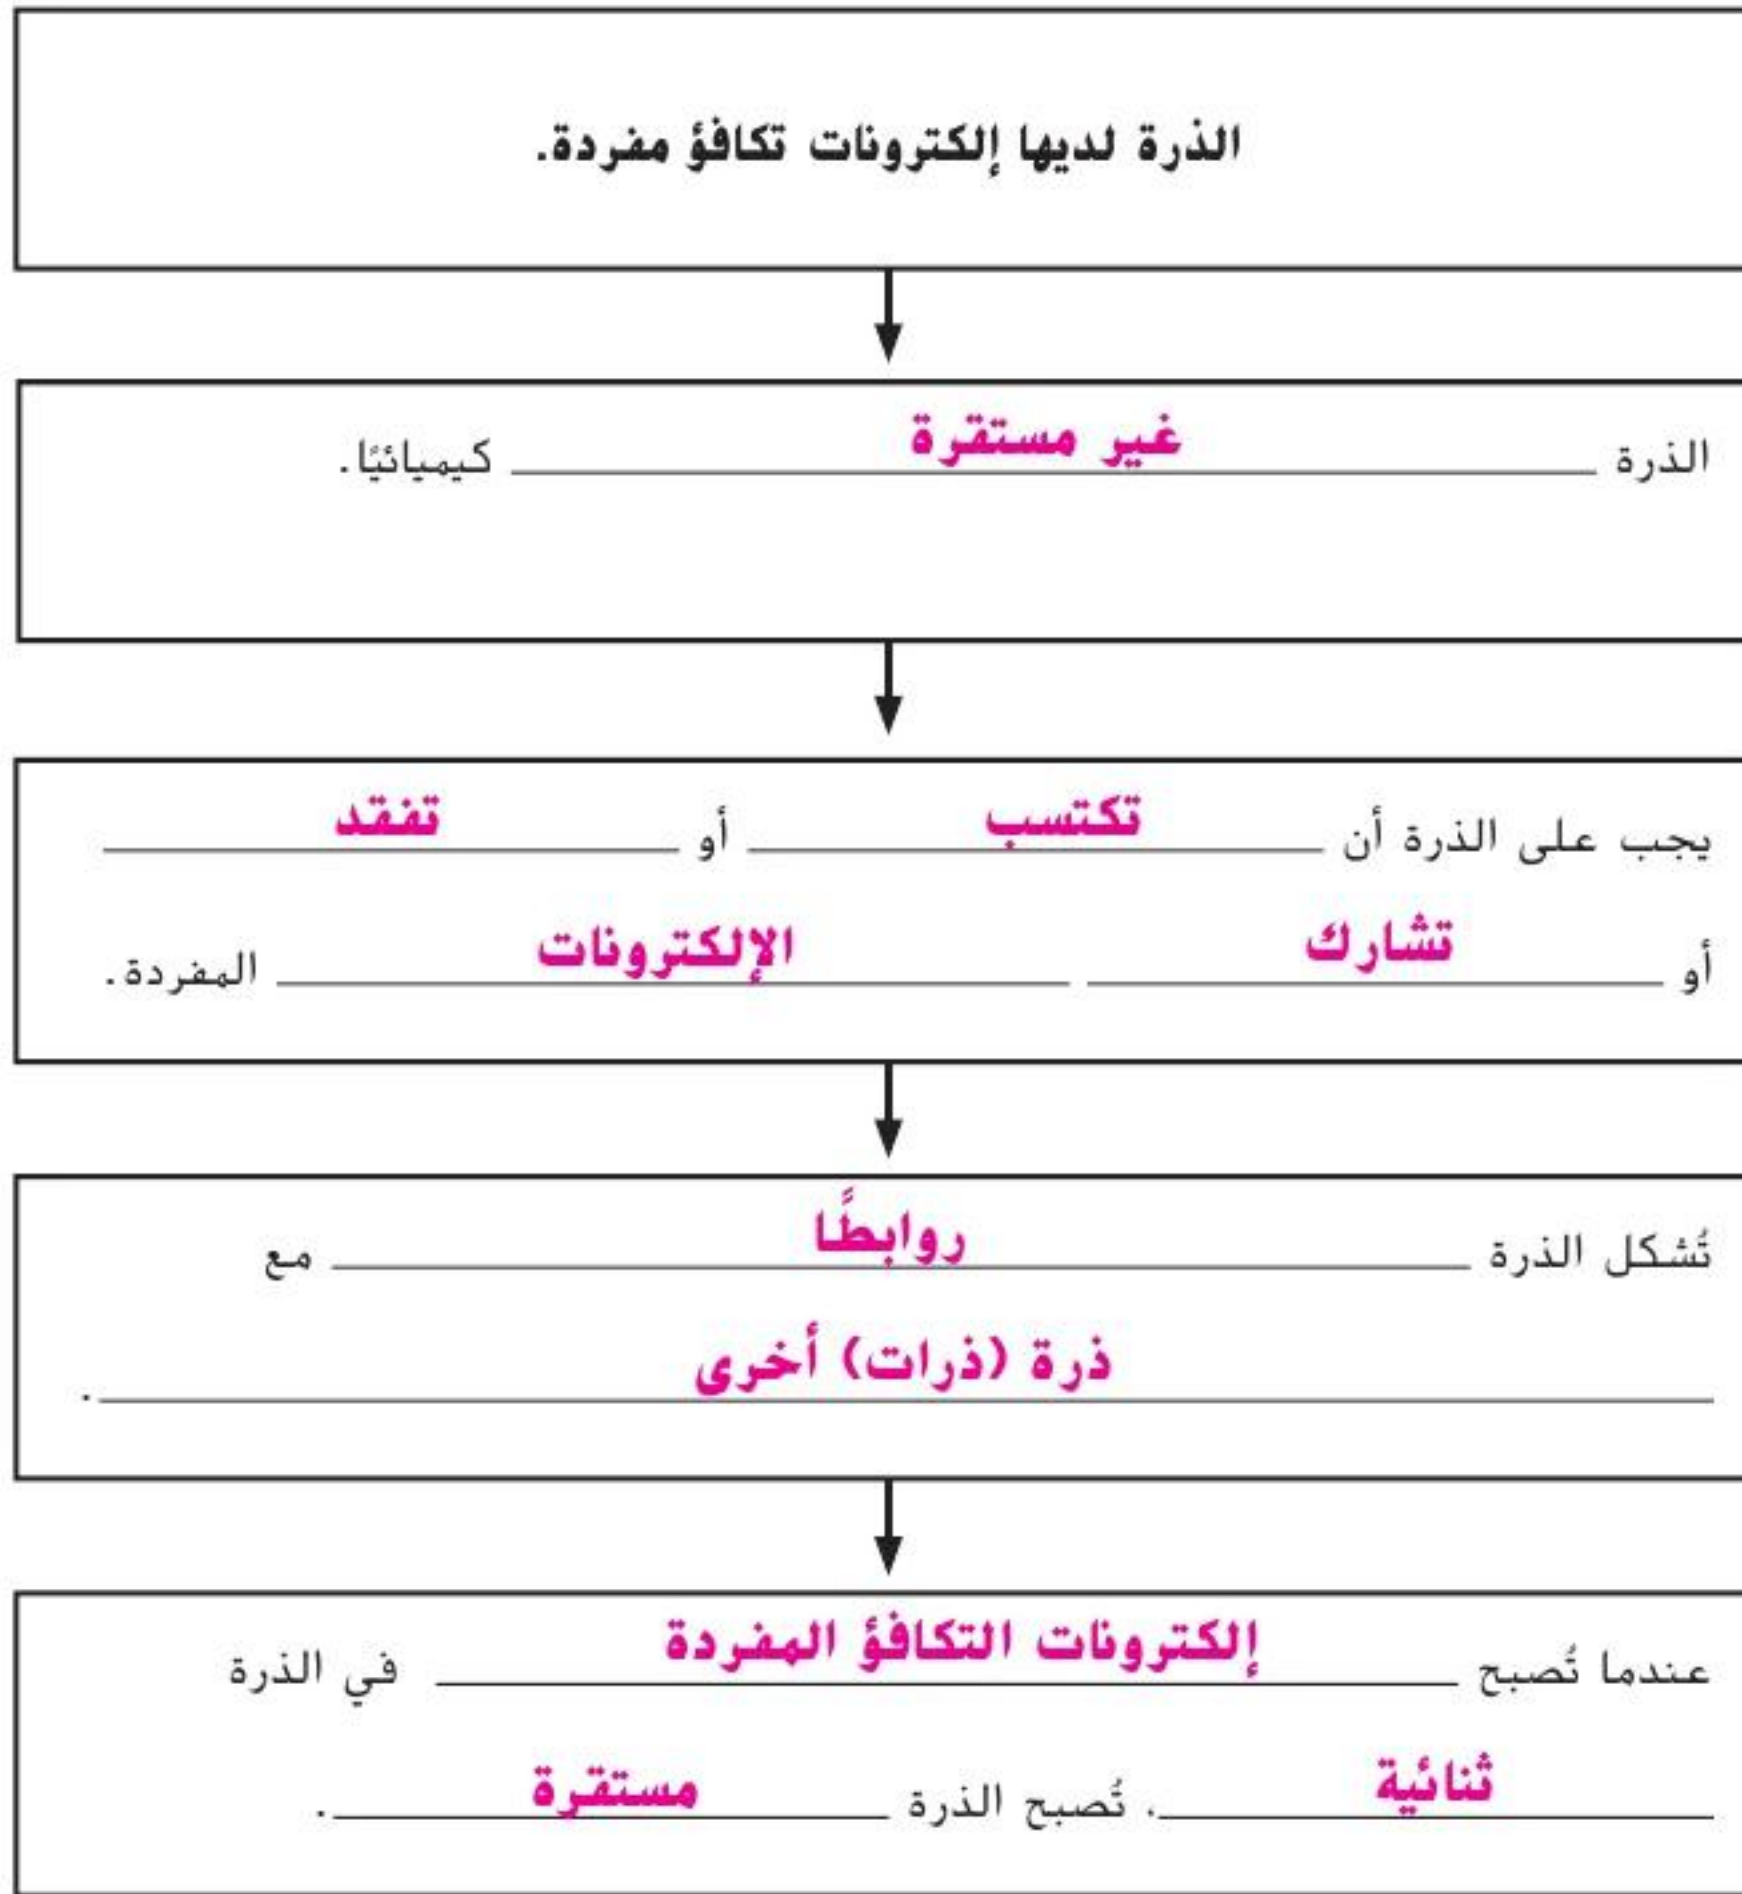 الذرة لديها إلكترونات تكافؤ مفردة.
الذرة غير مستقرة كيميائيًا.
يجب على الذرة أن تكتسب أو تفقد
أو تشارك الإلكترونات المفردة.
تُشكل الذرة روابطًا مع
ذرة (ذرات) أخرى.
عندما تُصبح إلكترونات التكافؤ المفردة في الذرة
ثنائية، تُصبح الذرة مستقرة.